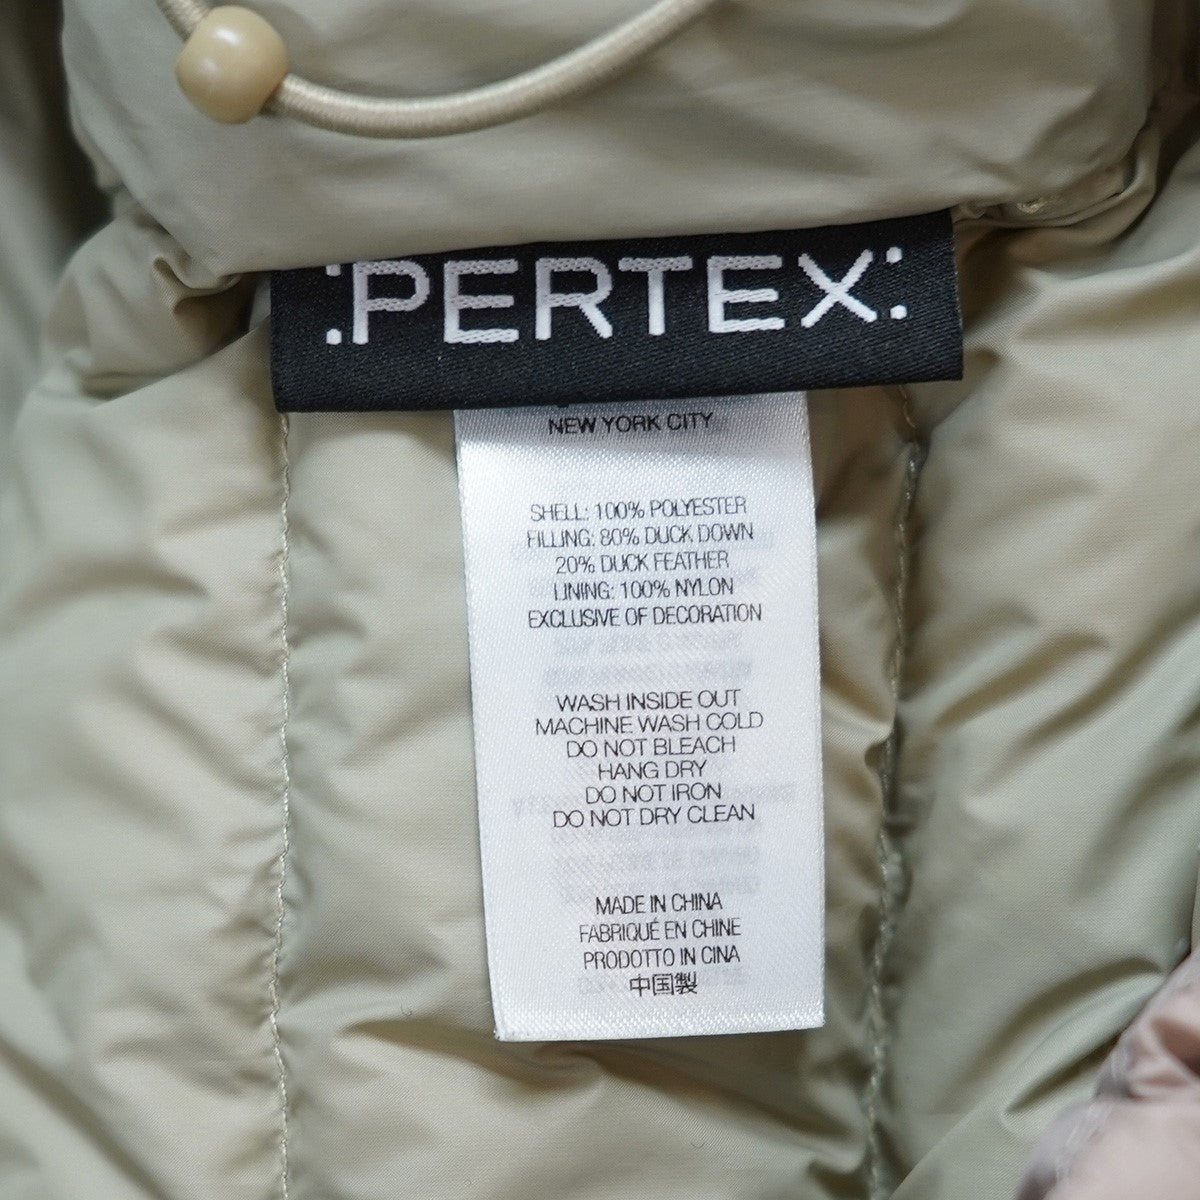 PERTEX
NEW YORK CITY
SHELL: 100% POLYESTER
FILLING: 80% DUCK DOWN
20% DUCK FEATHER
LINING: 100% NYLON
EXCLUSIVE OF DECORATION
WASH INSIDE OUT
MACHINE WASH COLD
DO NOT BLEACH
HANG DRY
DO NOT IRON
DO NOT DRY CLEAN
MADE IN CHINA
FABRIQUÉ EN CHINE
PRODOTTO IN CINA
中国製